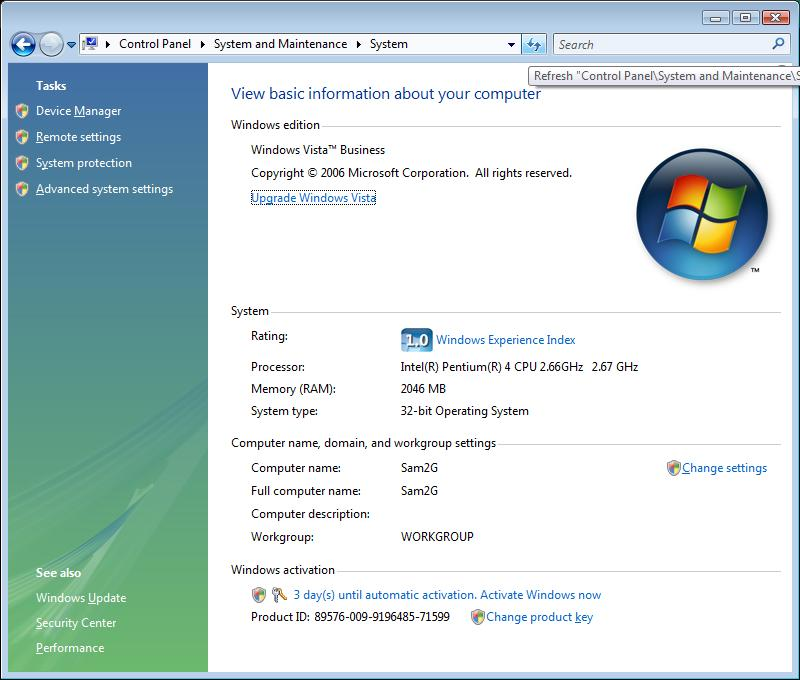 Control Panel System and Maintenance System Search
Refresh "Control Panel\System and Maintenance\S
Tasks
Device Manager
Remote settings
System protection
Advanced system settings
View basic information about your computer
Windows edition
Windows Vista™ Business
Copyright © 2006 Microsoft Corporation. All rights reserved.
Upgrade Windows Vista
TM
System
Rating: 1.0 Windows Experience Index
Processor: Intel(R) Pentium(R) 4 CPU 2.66GHz 2.67 GHz
Memory (RAM): 2046 MB
System type: 32-bit Operating System
Computer name, domain, and workgroup settings
Computer name: Sam2G Change settings
Full computer name: Sam2G
Computer description:
Workgroup: WORKGROUP
Windows activation
3 day(s) until automatic activation. Activate Windows now
Product ID: 89576-009-9196485-71599 Change product key
See also
Windows Update
Security Center
Performance